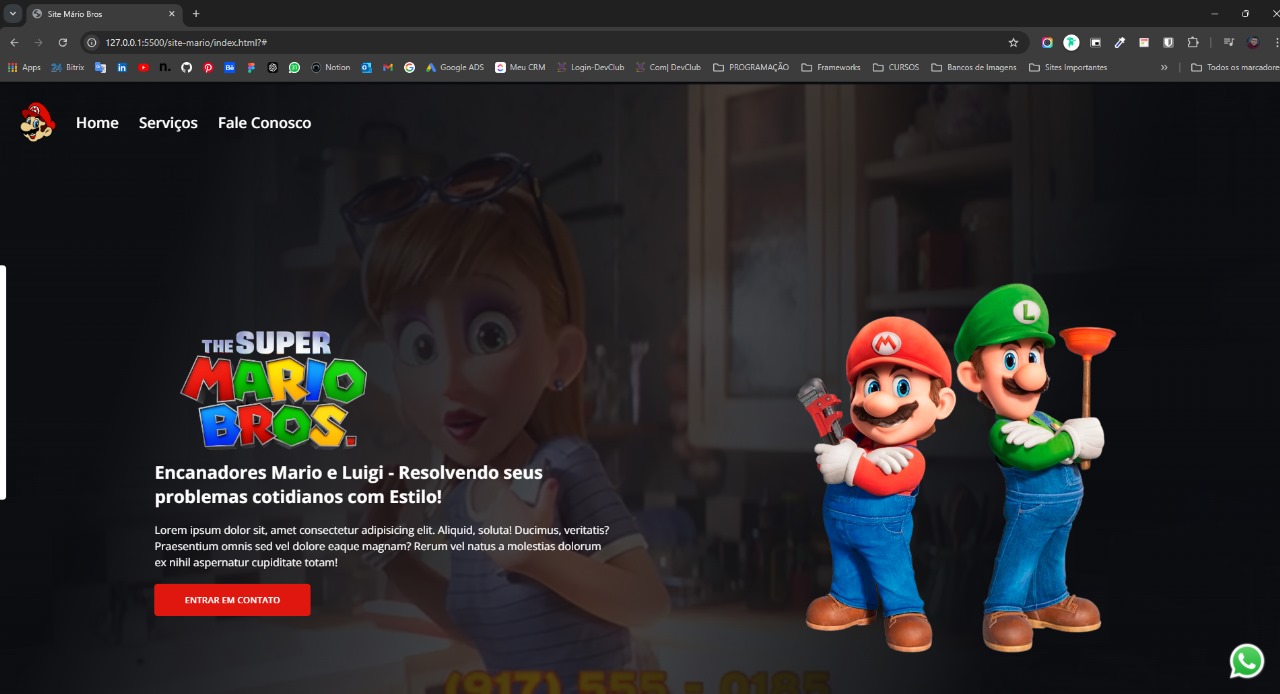 Site Mário Bros
127.0.0.1:5500/site-mario/index.html?#
Apps Bitrix Notion Google ADS Meu CRM Login-DevClub Com| DevClub PROGRAMAÇÃO Frameworks CURSOS Bancos de Imagens Sites Importantes » Todos os marcadore
Home Serviços Fale Conosco
THE SUPER
MARIO
BROS.
M
L
Encanadores Mario e Luigi - Resolvendo seus
problemas cotidianos com Estilo!
Lorem ipsum dolor sit, amet consectetur adipisicing elit. Aliquid, soluta! Ducimus, veritatis?
Praesentium omnis sed vel dolore eaque magnam? Rerum vel natus a molestias dolorum
ex nihil aspernatur cupiditate totam!
ENTRAR EM CONTATO
(917) 555 - 0185